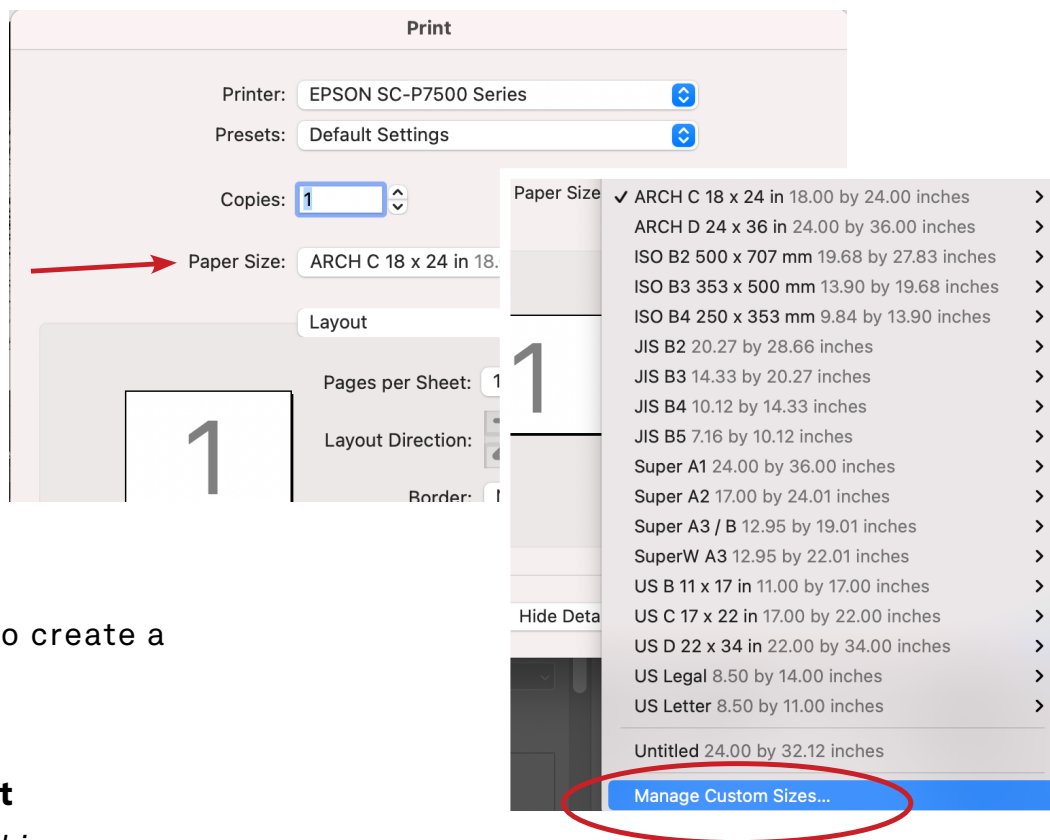 Print
Printer: EPSON SC-P7500 Series
Presets: Default Settings
Copies: 1
Paper Size: ARCH C 18 x 24 in 18.
Layout
Pages per Sheet: 1
Layout Direction:
Border:
1
Paper Size
✓ ARCH C 18 x 24 in 18.00 by 24.00 inches
ARCH D 24 x 36 in 24.00 by 36.00 inches
ISO B2 500 x 707 mm 19.68 by 27.83 inches
ISO B3 353 x 500 mm 13.90 by 19.68 inches
ISO B4 250 x 353 mm 9.84 by 13.90 inches
JIS B2 20.27 by 28.66 inches
JIS B3 14.33 by 20.27 inches
JIS B4 10.12 by 14.33 inches
JIS B5 7.16 by 10.12 inches
Super A1 24.00 by 36.00 inches
Super A2 17.00 by 24.01 inches
Super A3 / B 12.95 by 19.01 inches
SuperW A3 12.95 by 22.01 inches
US B 11 x 17 in 11.00 by 17.00 inches
US C 17 x 22 in 17.00 by 22.00 inches
US D 22 x 34 in 22.00 by 34.00 inches
US Legal 8.50 by 14.00 inches
US Letter 8.50 by 11.00 inches
Untitled 24.00 by 32.12 inches
Manage Custom Sizes...
1
Hide Deta
o create a
t